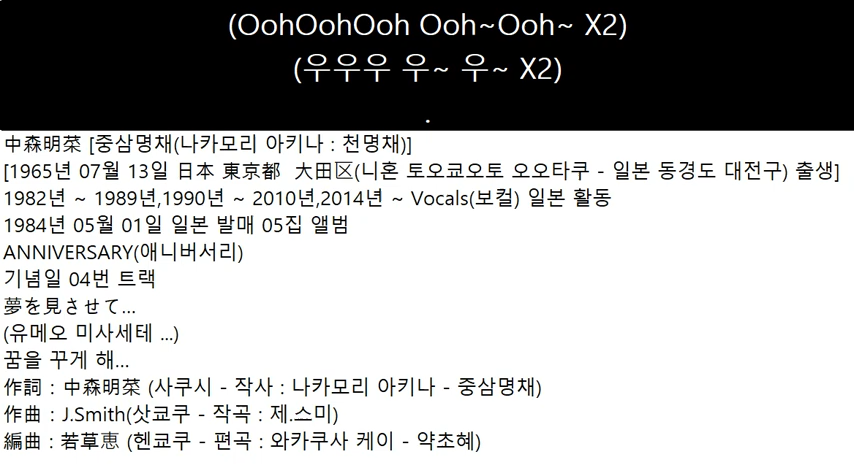 (OohOohOoh Ooh~Ooh~ X2)
(우우우 우~ 우~ X2)
.
中森明菜 [중삼명채(나카모리 아키나 : 천명채)]
[1965년 07월 13일 日本 東京都 大田区(니혼 토오쿄오토 오오타쿠 - 일본 동경도 대전구) 출생]
1982년 ~ 1989년,1990년 ~ 2010년,2014년 ~ Vocals(보컬) 일본 활동
1984년 05월 01일 일본 발매 05집 앨범
ANNIVERSARY(애니버서리)
기념일 04번 트랙
夢を見させて...
(유메오 미사세테 ...)
꿈을 꾸게 해...
作詞 : 中森明菜 (사쿠시 - 작사 : 나카모리 아키나 - 중삼명채)
作曲 : J.Smith(삿쿄쿠 - 작곡 : 제.스미)
編曲 : 若草恵 (헨쿄쿠 - 편곡 : 와카쿠사 케이 - 약초혜)